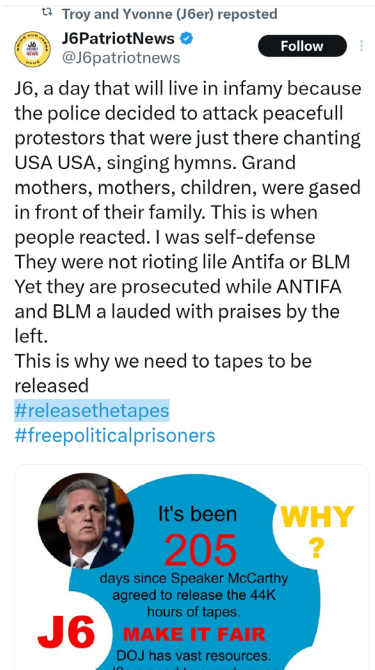 Troy and Yvonne (J6er) reposted
J6PatriotNews
@J6patriotnews
Follow
J6, a day that will live in infamy because
the police decided to attack peacefull
protestors that were just there chanting
USA USA, singing hymns. Grand
mothers, mothers, children, were gased
in front of their family. This is when
people reacted. I was self-defense
They were not rioting lile Antifa or BLM
Yet they are prosecuted while ANTIFA
and BLM a lauded with praises by the
left.
This is why we need to tapes to be
released
#releasethetapes
#freepoliticalprisoners
It's been
WHY
?
205
days since Speaker McCarthy
agreed to release the 44K
hours of tapes.
J6
MAKE IT FAIR
DOJ has vast resources.